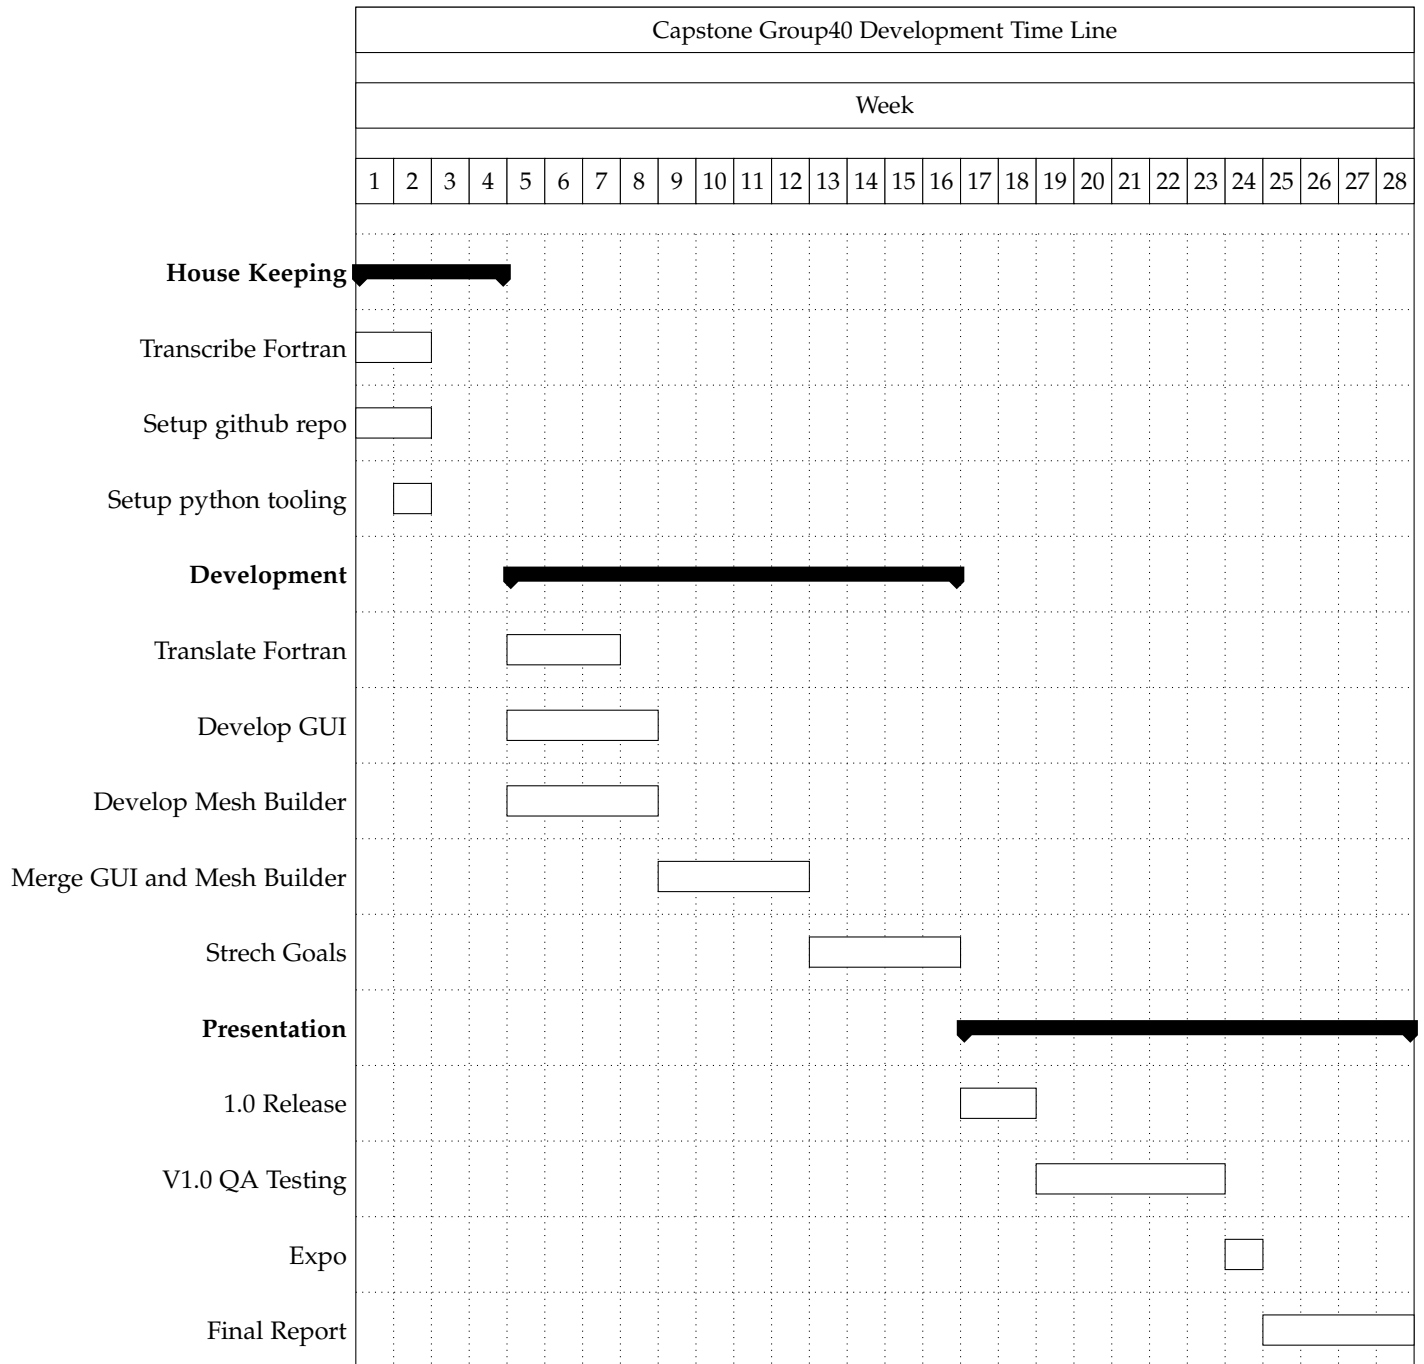 Capstone Group40 Development Time Line
Week
1 2 3 4 5 6 7 8 9 10 11 12 13 14 15 16 17 18 19 20 21 22 23 24 25 26 27 28
House Keeping
Transcribe Fortran
Setup github repo
Setup python tooling
Development
Translate Fortran
Develop GUI
Develop Mesh Builder
Merge GUI and Mesh Builder
Strech Goals
Presentation
1.0 Release
V1.0 QA Testing
Expo
Final Report